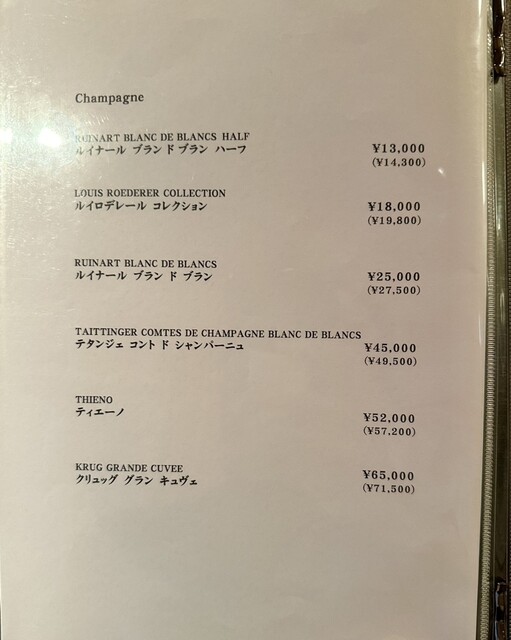 Champagne
RUINART BLANC DE BLANCS HALF
ルイナール ブラン ド ブラン ハーフ
¥13,000
(¥14,300)
LOUIS ROEDERER COLLECTION
ルイロデレール コレクション
¥18,000
(¥19,800)
RUINART BLANC DE BLANCS
ルイナール ブラン ド ブラン
¥25,000
(¥27,500)
TAITTINGER COMTES DE CHAMPAGNE BLANC DE BLANCS
テタンジェ コント ド シャンパーニュ
¥45,000
(¥49,500)
THIENO
ティエーノ
¥52,000
(¥57,200)
KRUG GRANDE CUVEE
クリュッグ グラン キュヴェ
¥65,000
(¥71,500)